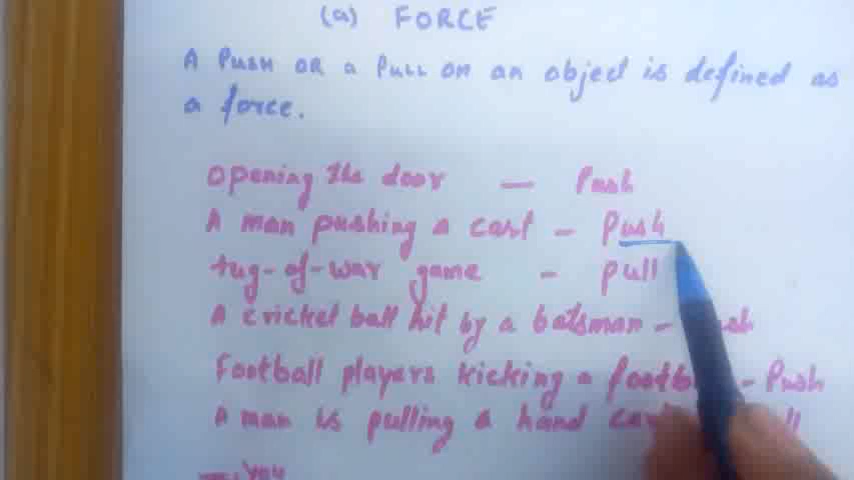 (a) FORCE
A PUSH OR a PULL ON an object is defined as
a force.
Opening the door — Push
A man pushing a cart - Push
tug-of-war game - pull
A cricket ball hit by a batsman -
Football players kicking a - Push
A man is pulling a hand
You